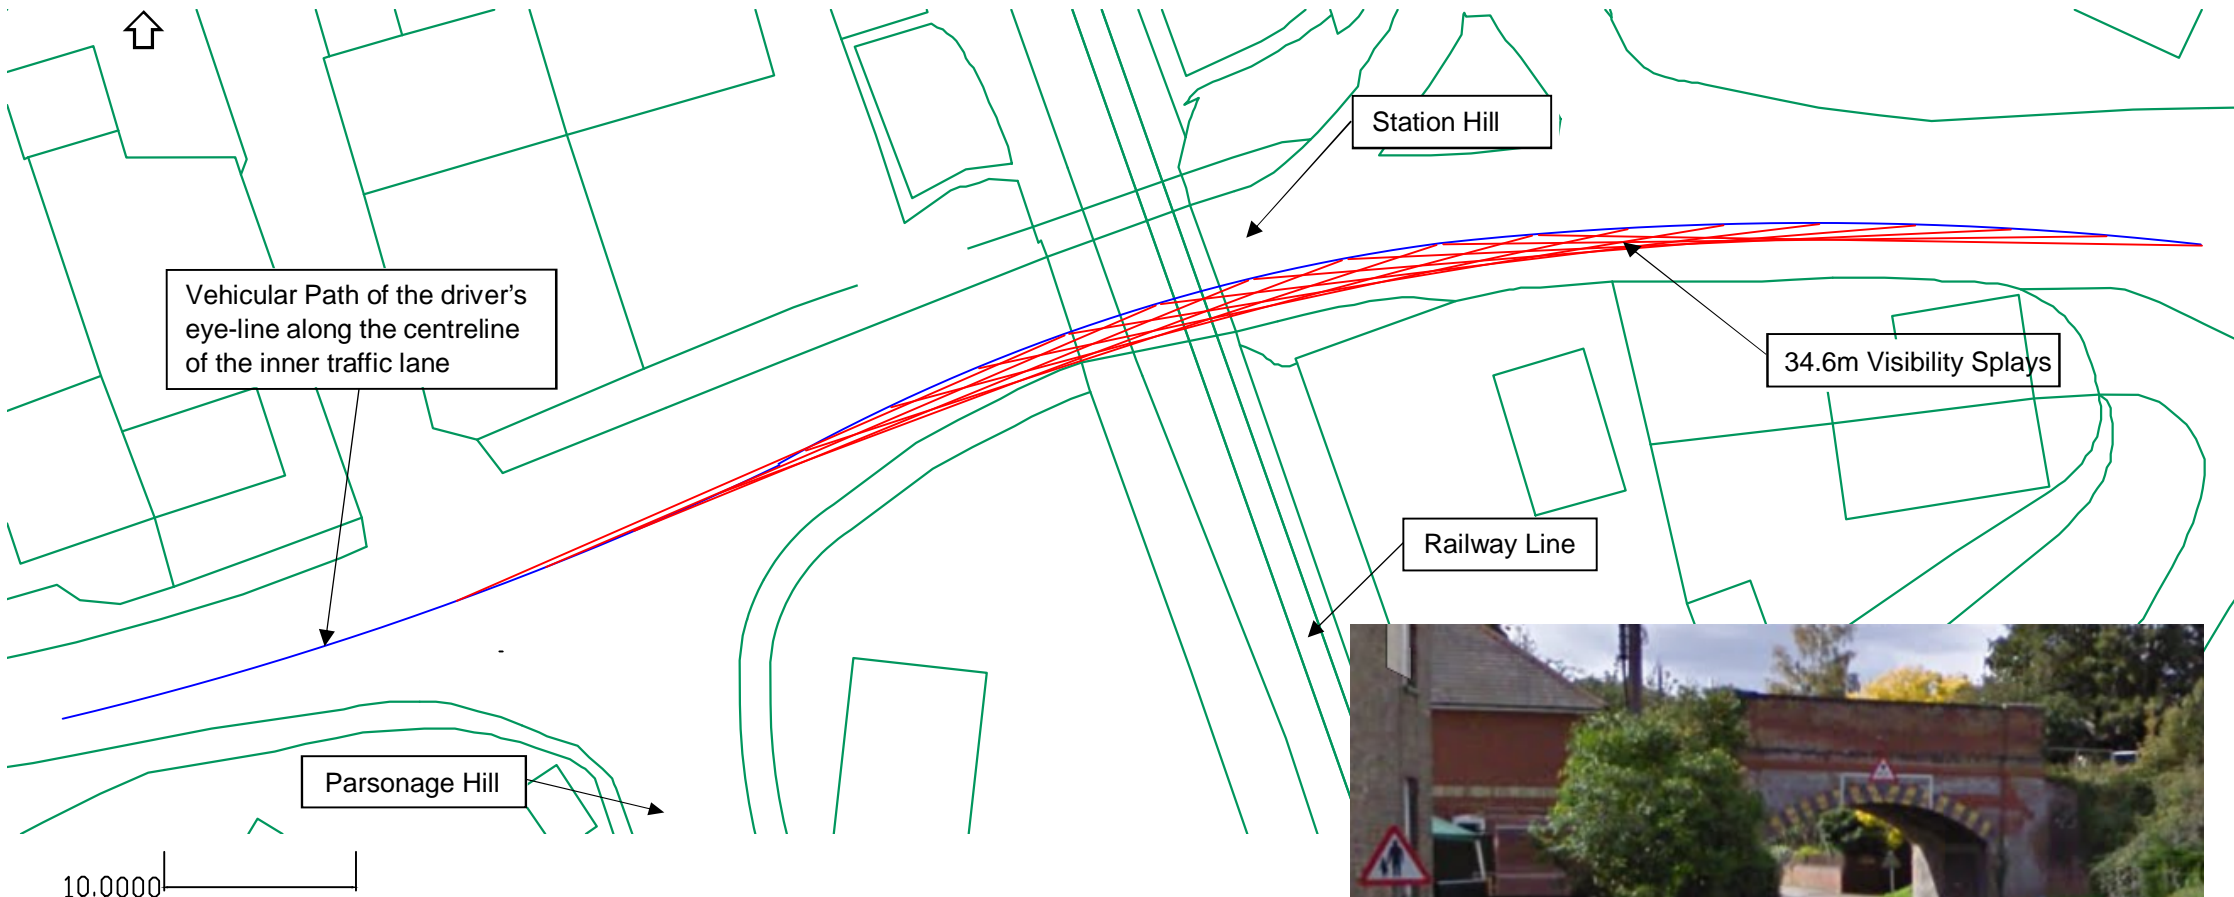 Station Hill
Vehicular Path of the driver’s
eye-line along the centreline
of the inner traffic lane
34.6m Visibility Splays
Railway Line
Parsonage Hill
10.0000